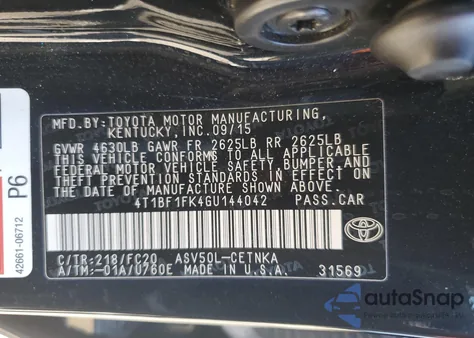 MFD.BY:TOYOTA MOTOR MANUFACTURING,
KENTUCKY,INC.09/15
GVWR 4630LB GAWR FR 2625LB RR 2625LB
THIS VEHICLE CONFORMS TO ALL APPLICABLE
FEDERAL MOTOR VEHICLE SAFETY,BUMPER AND
THEFT PREVENTION STANDARDS IN EFFECT ON
THE DATE OF MANUFACTURE SHOWN ABOVE.
4T1BF1FK4GU144042 PASS.CAR
C/TR:218/FC20 ASV50L-CETNKA
A/TM:-01A/U760E MADE IN U.S.A. 31569
P6
42661-06712
autoSnap